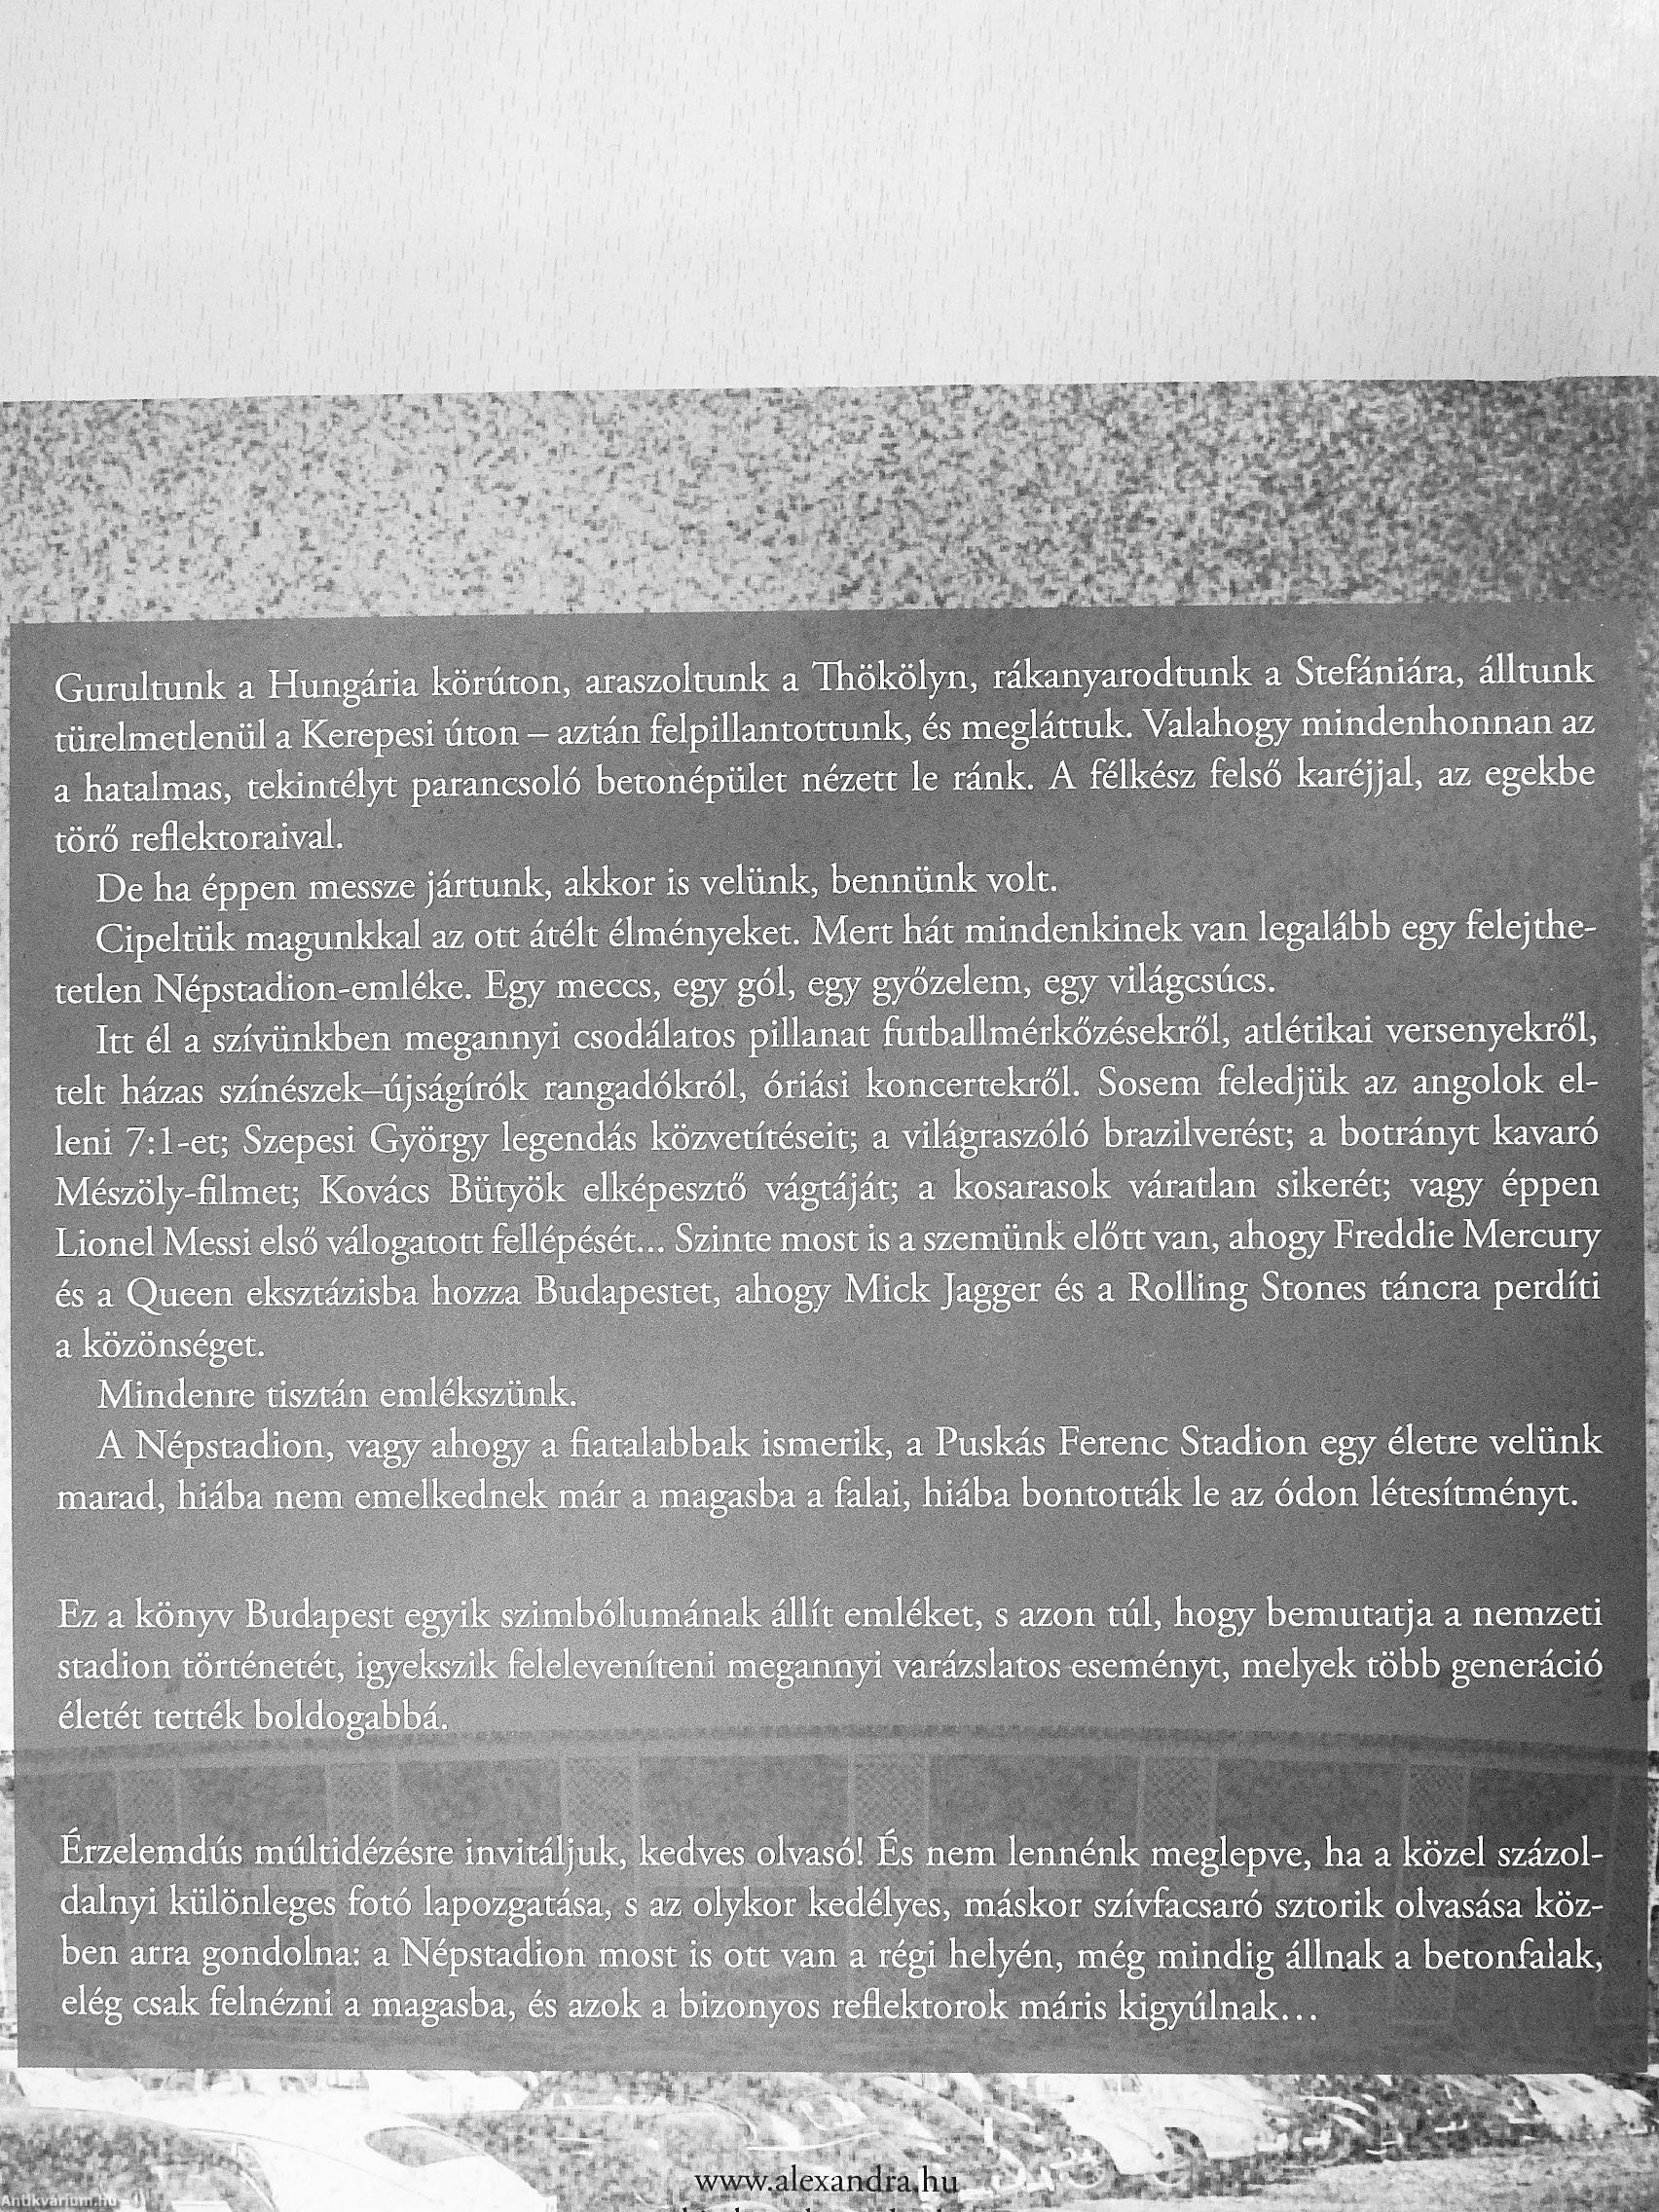 Gurultunk a Hungária körúton, araszoltunk a Thökölyn, rákanyarodtunk a Stefániára, álltunk
türelmetlenül a Kerepesi úton – aztán felpillantottunk, és megláttuk. Valahogy mindenhonnan az
a hatalmas, tekintélyt parancsoló betonépület nézett le ránk. A félkész felső karéjjal, az egekbe
törő reflektoraival.
De ha éppen messze jártunk, akkor is velünk, bennünk volt.
Cipeltük magunkkal az ott átélt élményeket. Mert hát mindenkinek van legalább egy felejthe-
tetlen Népstadion-emléke. Egy meccs, egy gól, egy győzelem, egy világcsúcs.
Itt él a szívünkben megannyi csodálatos pillanat futballmérkőzésekről, atlétikai versenyekről,
telt házas színészek–újságírók rangadókról, óriási koncertekről. Sosem feledjük az angolok el-
leni 7:1-et; Szepesi György legendás közvetítéseit; a világraszóló brazilverést; a botrányt kavaró
Mészöly-filmet; Kovács Bütyök elképesztő vágtáját; a kosarasok váratlan sikerét; vagy éppen
Lionel Messi első válogatott fellépését... Szinte most is a szemünk előtt van, ahogy Freddie Mercury
és a Queen eksztázisba hozza Budapestet, ahogy Mick Jagger és a Rolling Stones táncra perdíti
a közönséget.
Mindenre tisztán emlékszünk.
A Népstadion, vagy ahogy a fiatalabbak ismerik, a Puskás Ferenc Stadion egy életre velünk
marad, hiába nem emelkednek már a magasba a falai, hiába bontották le az ódon létesítményt.
Ez a könyv Budapest egyik szimbólumának állít emléket, s azon túl, hogy bemutatja a nemzeti
stadion történetét, igyekszik feleleveníteni megannyi varázslatos eseményt, melyek több generáció
életét tették boldogabbá.
Érzelemdús múltidézésre invitáljuk, kedves olvasó! És nem lennénk meglepve, ha a közel százol-
dalnyi különleges fotó lapozgatása, s az olykor kedélyes, máskor szívfacsaró sztorik olvasása köz-
ben arra gondolna: a Népstadion most is ott van a régi helyén, még mindig állnak a betonfalak,
elég csak felnézni a magasba, és azok a bizonyos reflektorok máris kigyúlnak...
www.alexandra.hu
Antikvárium.hu